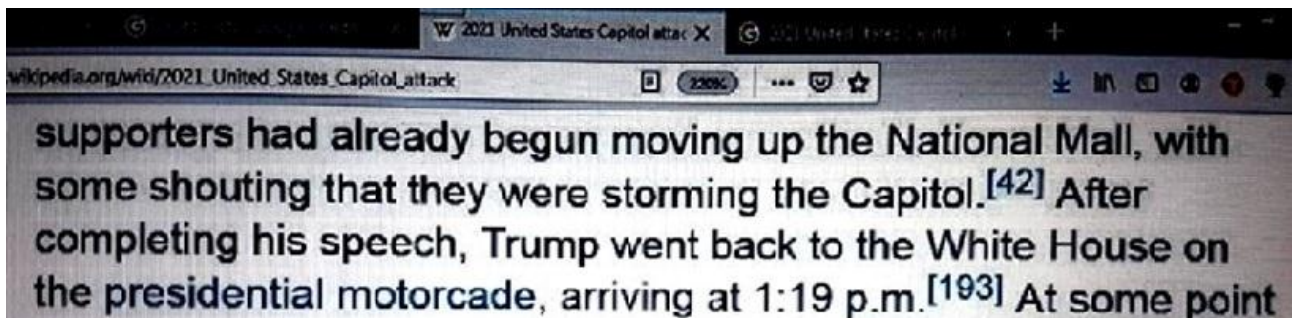 W 2021 United States Capitol attac X
wikipedia.org/wiki/2021_United_States_Capitol_attack
supporters had already begun moving up the National Mall, with
some shouting that they were storming the Capitol.[42] After
completing his speech, Trump went back to the White House on
the presidential motorcade, arriving at 1:19 p.m.[193] At some point